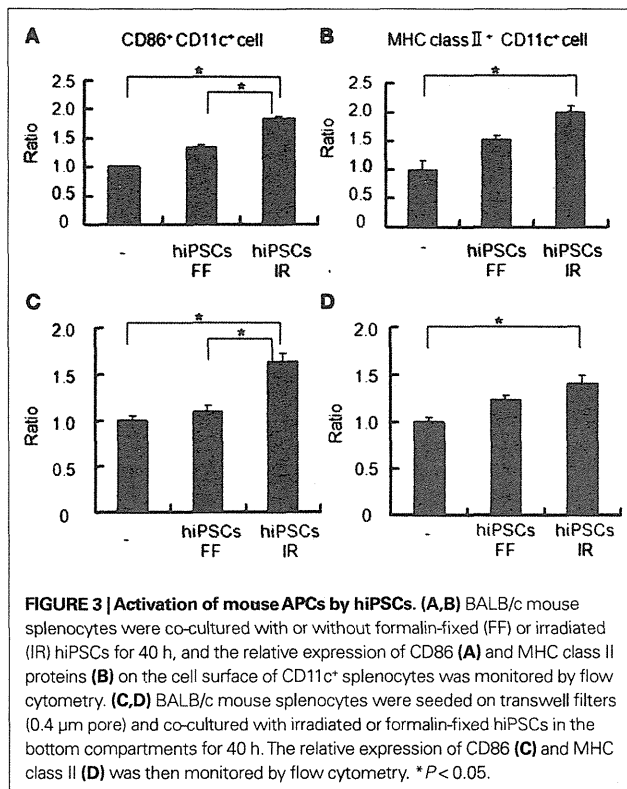 A CD86⁺ CD11c⁺ cell
B MHC class Ⅱ⁺ CD11c⁺ cell
*
*
2.5
2.0
1.5
1.0
0.5
0
Ratio
-
hiPSCs FF
hiPSCs IR
*
2.5
2.0
1.5
1.0
0.5
0
Ratio
-
hiPSCs FF
hiPSCs IR
C
*
*
2.0
1.5
1.0
0.5
0
Ratio
-
hiPSCs FF
hiPSCs IR
D
*
2.0
1.5
1.0
0.5
0
Ratio
-
hiPSCs FF
hiPSCs IR
FIGURE 3 | Activation of mouse APCs by hiPSCs. (A,B) BALB/c mouse
splenocytes were co-cultured with or without formalin-fixed (FF) or irradiated
(IR) hiPSCs for 40 h, and the relative expression of CD86 (A) and MHC class II
proteins (B) on the cell surface of CD11c⁺ splenocytes was monitored by flow
cytometry. (C,D) BALB/c mouse splenocytes were seeded on transwell filters
(0.4 μm pore) and co-cultured with irradiated or formalin-fixed hiPSCs in the
bottom compartments for 40 h. The relative expression of CD86 (C) and MHC
class II (D) was then monitored by flow cytometry. *P < 0.05.